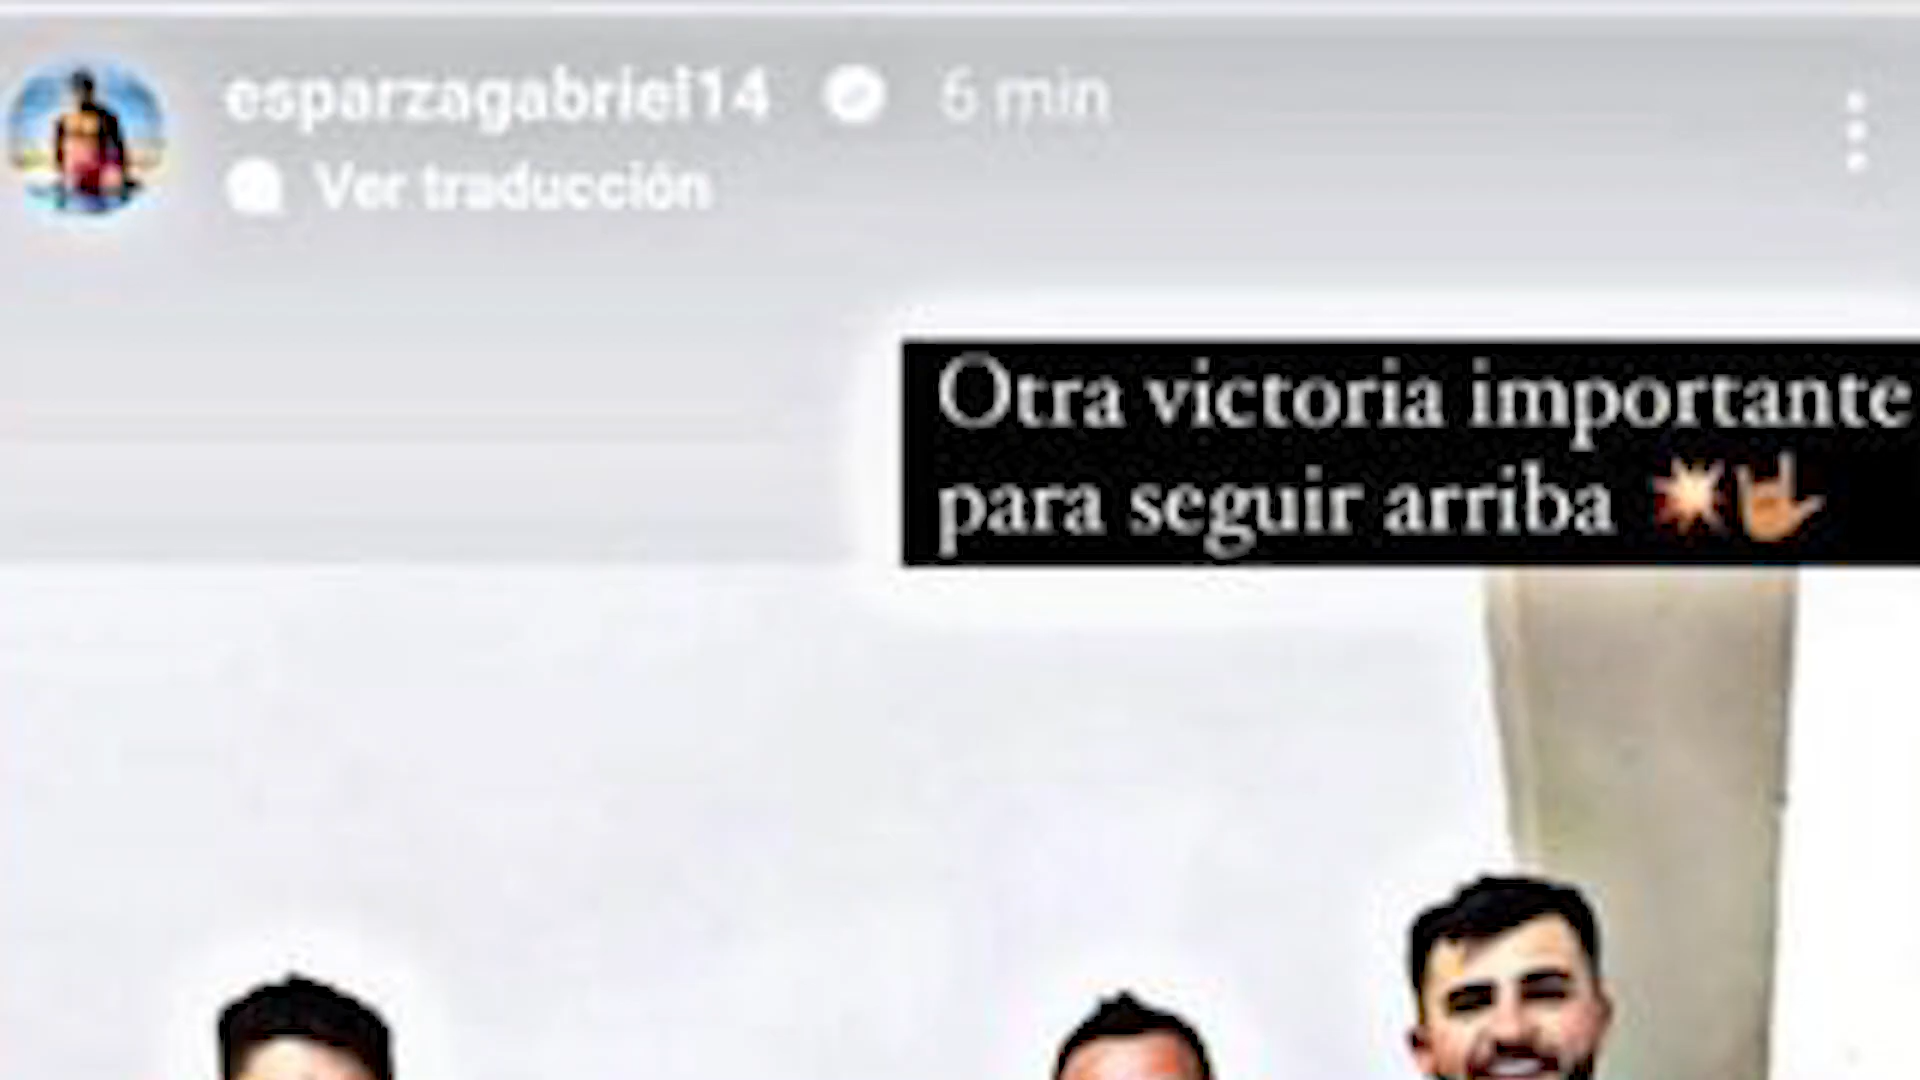 esparzagabriel14 6 min
Ver traducción
Otra victoria importante
para seguir arriba 💥🤟🏽